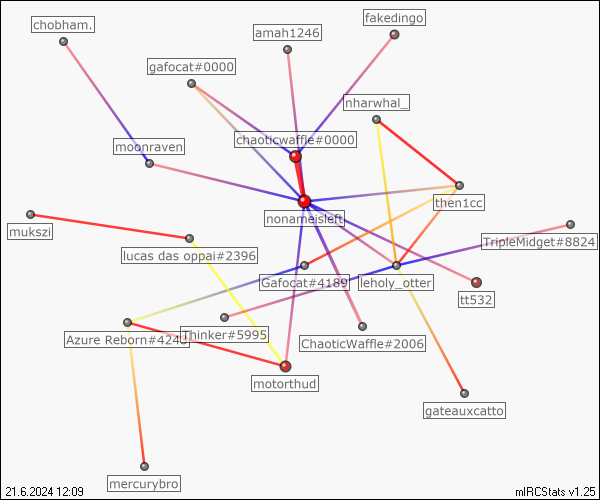 fakedingo
chobham.
amah1246
gafocat#0000
nharwhal_
chaoticwaffle#0000
moonraven
then1cc
nonameisleft
mukszi
TripleMidget#8824
lucas das oppai#2396
Gafocat#4189
leholy_otter
tt532
Azure Reborn#424
Thinker#5995
ChaoticWaffle#2006
motorthud
gateauxcatto
mercurybro
21.6.2024 12:09
mIRCStats v1.25